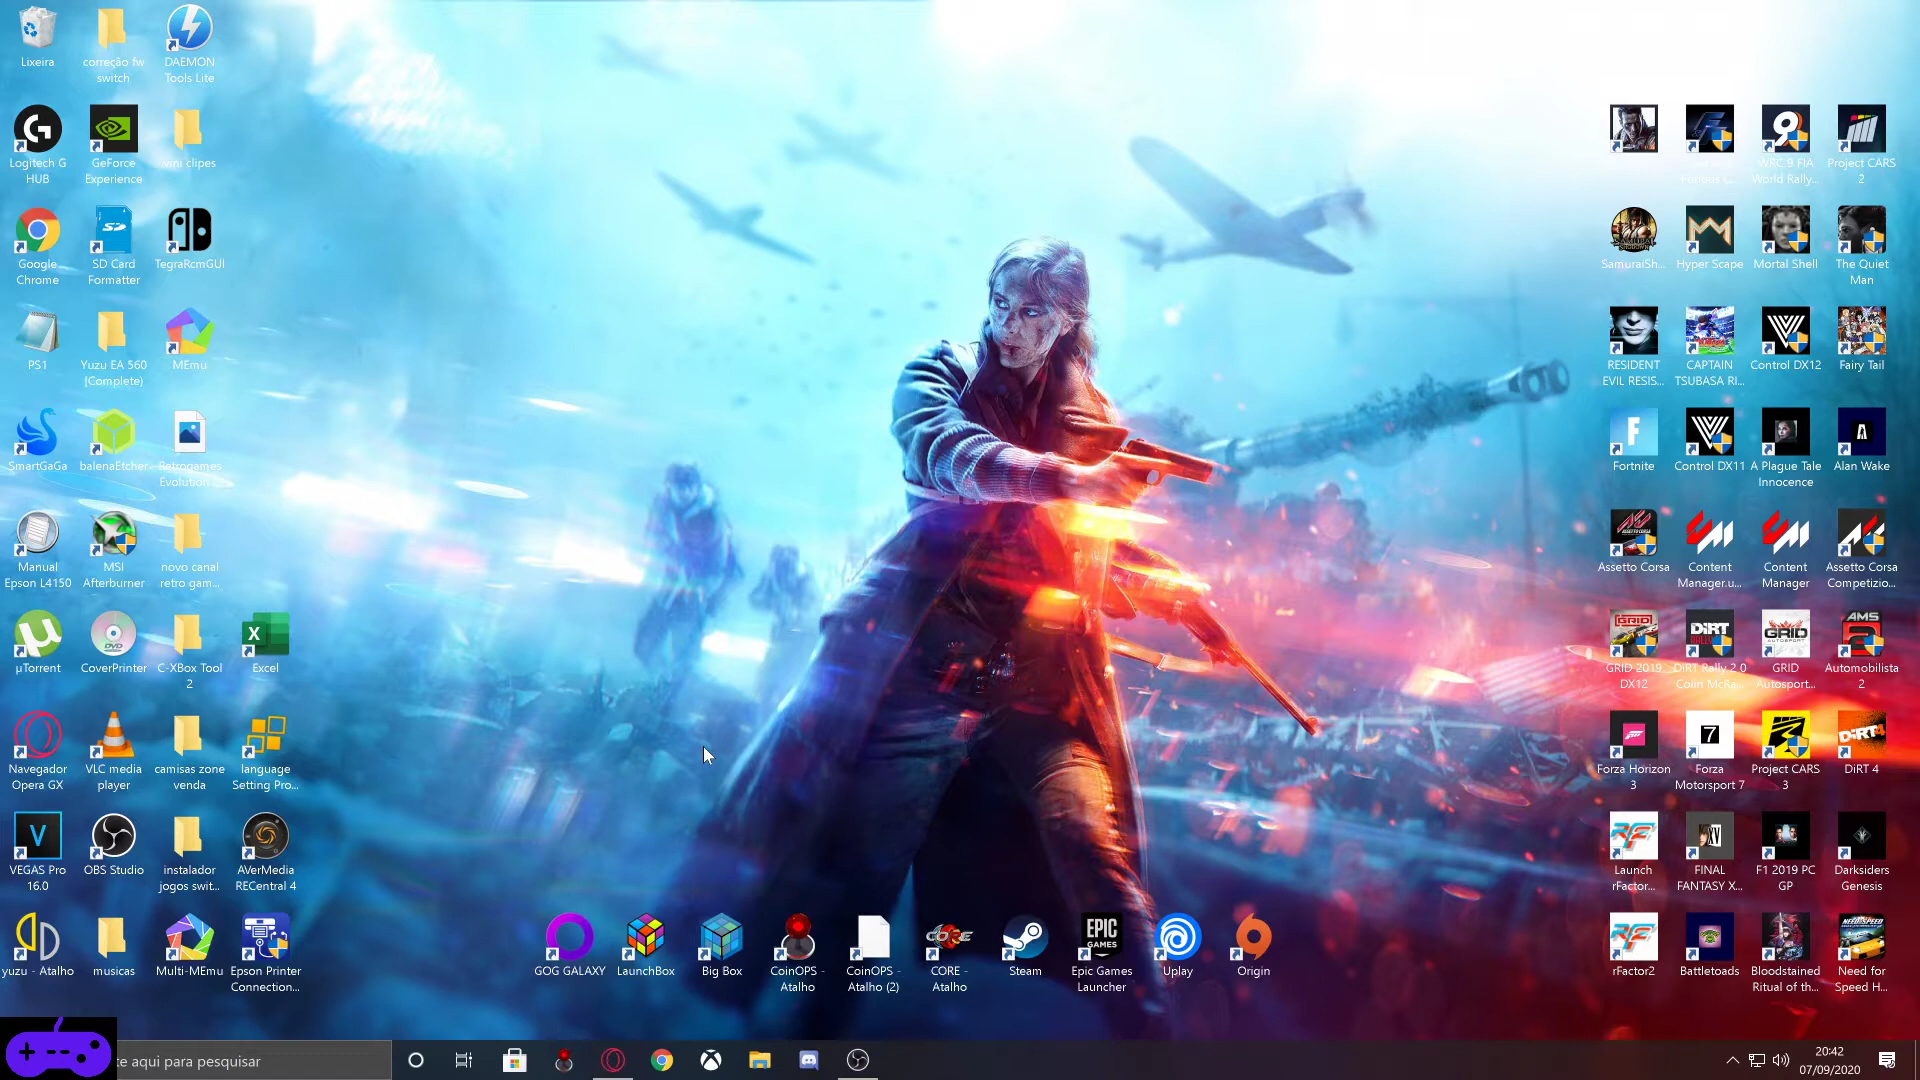 Lixeira
correção fw
switch
DAEMON
Tools Lite
Logitech G
HUB
GeForce
Experience
vini clipes
WRC 9 FIA
World Rally...
Project CARS
2
Google
Chrome
SD Card
Formatter
TegraRcmGUI
SamuraiSh...
Hyper Scape
Mortal Shell
The Quiet
Man
PS1
Yuzu EA 560
(Complete)
MEmu
RESIDENT
EVIL RESIS...
CAPTAIN
TSUBASA RI...
Control DX12
Fairy Tail
SmartGaGa
balenaEtcher
Retrogames
Evolution
Fortnite
Control DX11
A Plague Tale
Innocence
Alan Wake
Manual
Epson L4150
MSI
Afterburner
novo canal
retro gam...
Assetto Corsa
Content
Manager.u...
Content
Manager
Assetto Corsa
Competizio...
µTorrent
CoverPrinter
C-XBox Tool
2
Excel
GRID 2019
DX12
DiRT Rally 2.0
Colin McRa...
GRID
Autosport...
Automobilista
2
Navegador
Opera GX
VLC media
player
camisas zone
venda
language
Setting Pro...
Forza Horizon
3
Forza
Motorsport 7
Project CARS
3
DiRT 4
VEGAS Pro
16.0
OBS Studio
instalador
jogos swit...
AVerMedia
RECentral 4
Launch
rFactor...
FINAL
FANTASY X...
F1 2019 PC
GP
Darksiders
Genesis
yuzu - Atalho
musicas
Multi-MEmu
Epson Printer
Connection...
GOG GALAXY
LaunchBox
Big Box
CoinOPS -
Atalho
CoinOPS -
Atalho (2)
CORE -
Atalho
Steam
Epic Games
Launcher
Uplay
Origin
rFactor2
Battletoads
Bloodstained
Ritual of th...
Need for
Speed H...
te aqui para pesquisar
20:42
07/09/2020